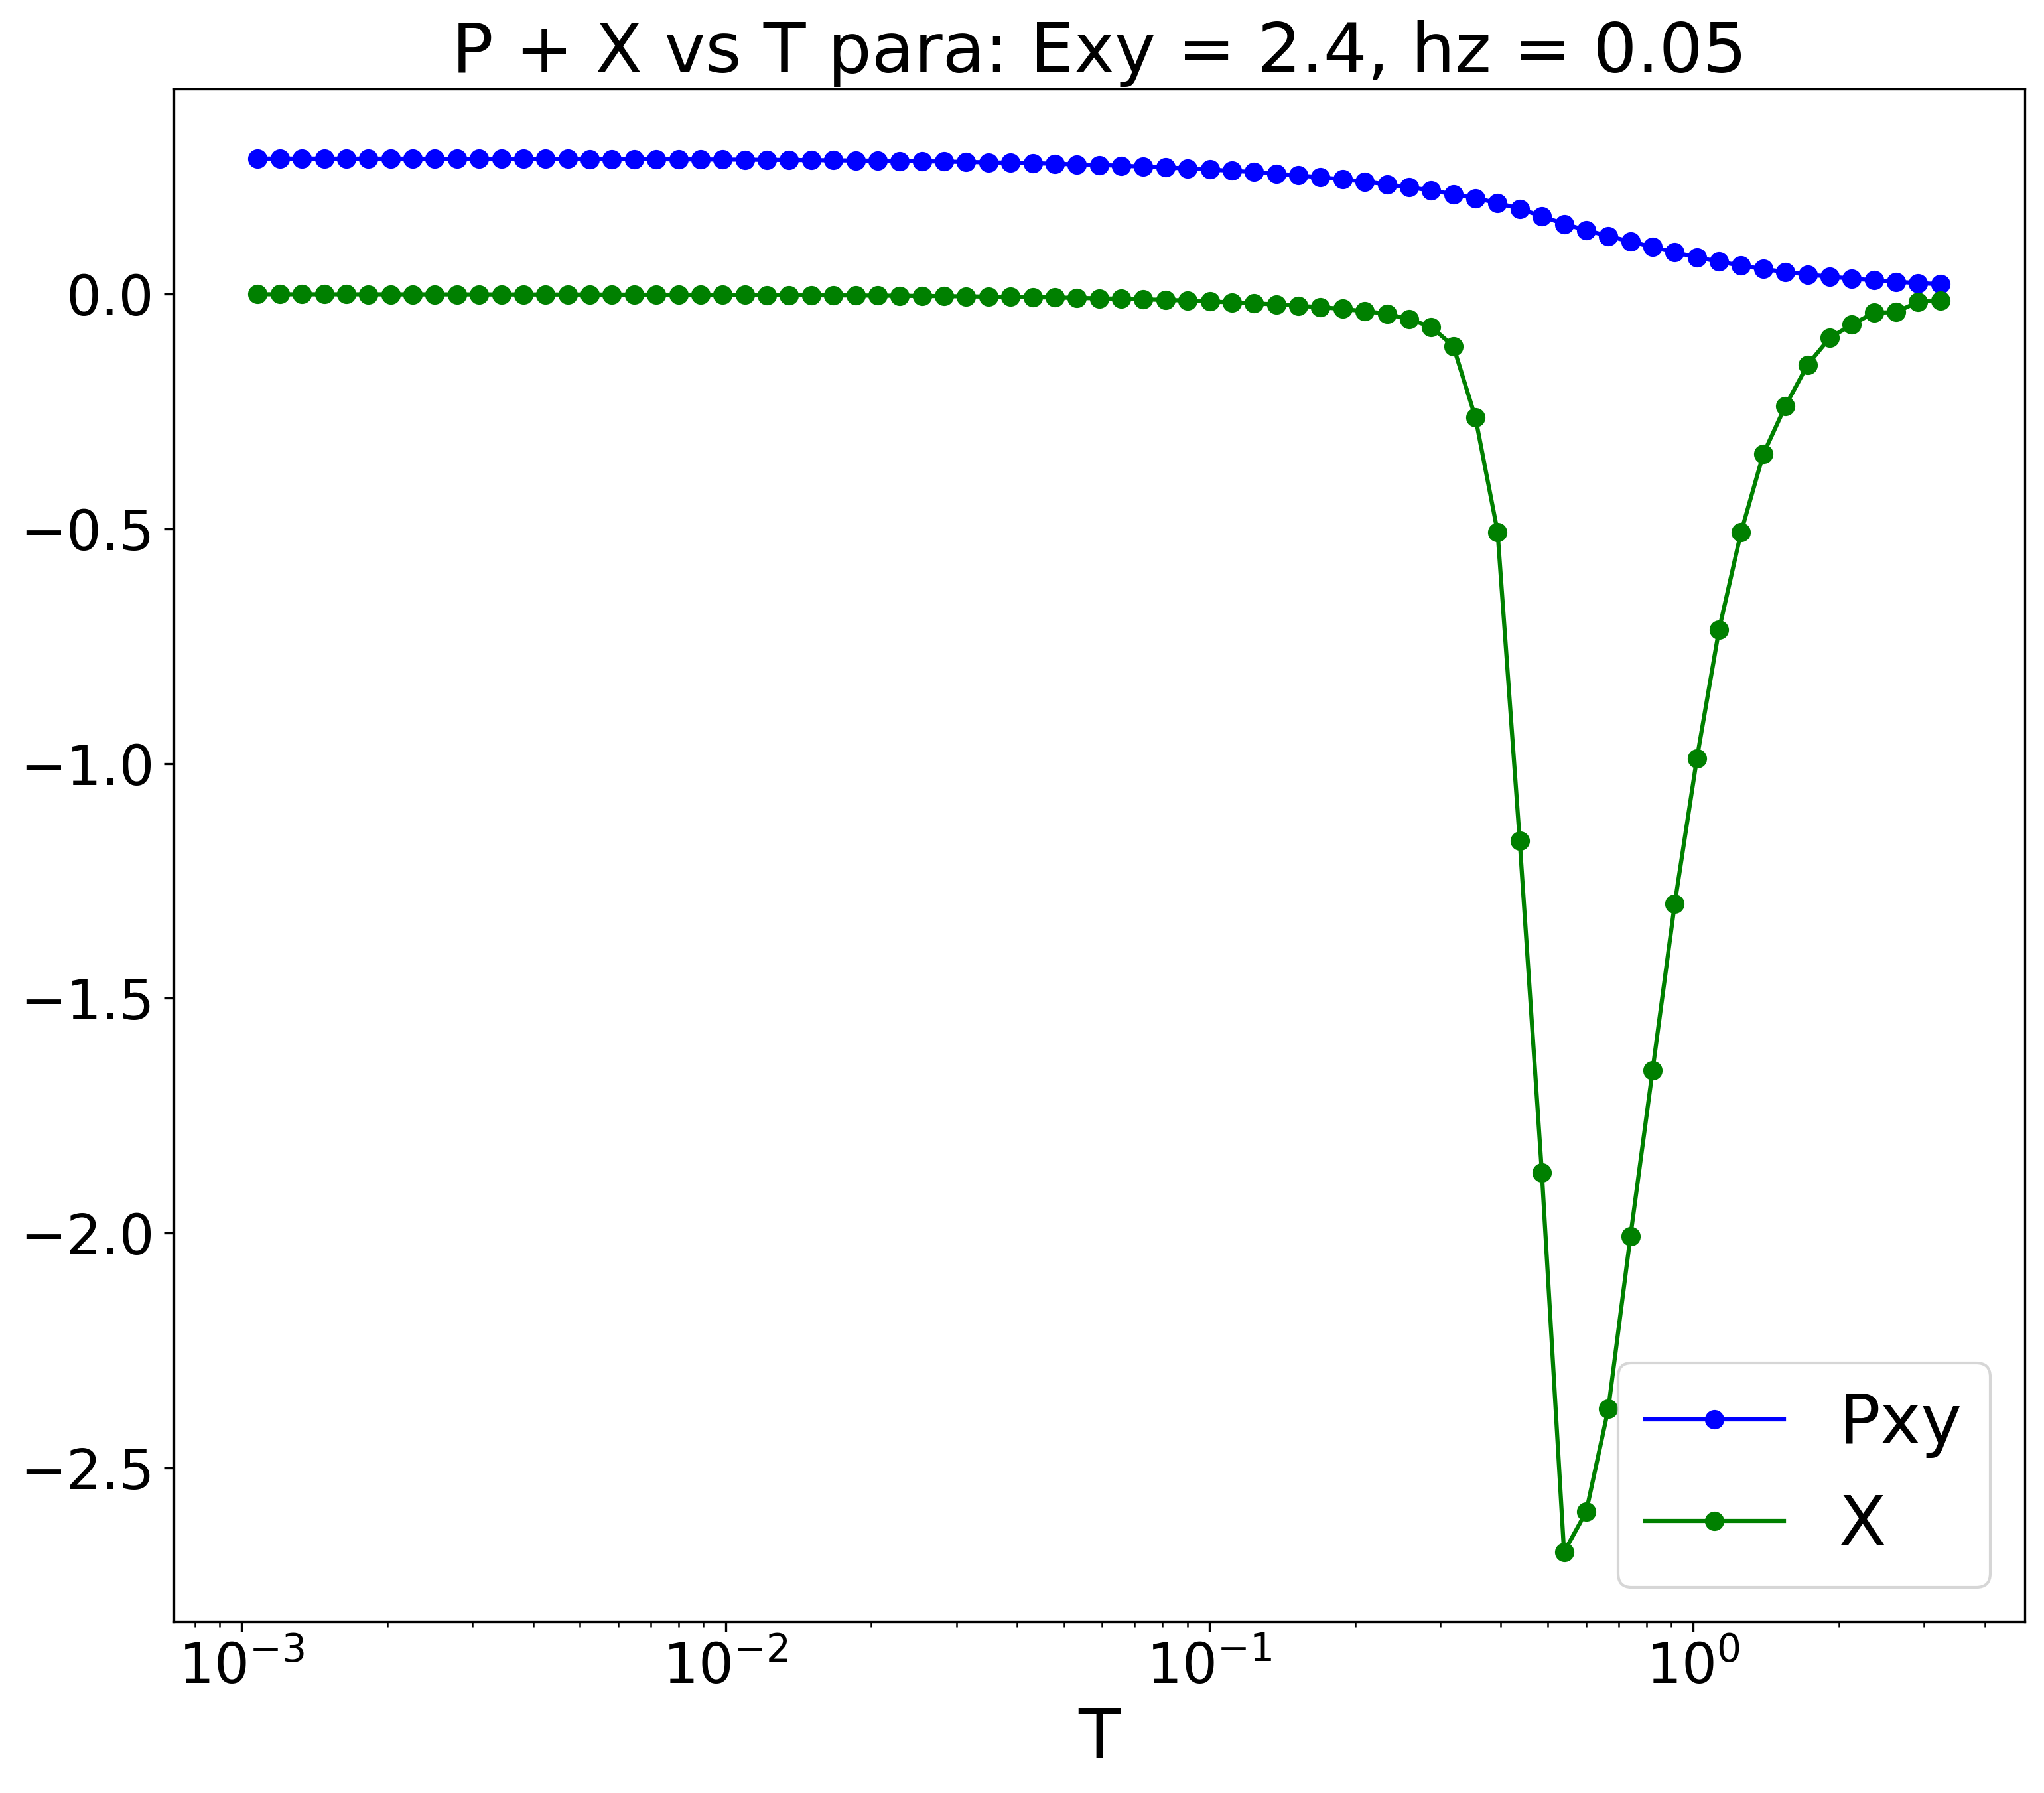 P + X vs T para: Exy = 2.4, hz = 0.05
0.0
−0.5
−1.0
−1.5
−2.0
−2.5
10⁻³ 10⁻² 10⁻¹ 10⁰
T
Pxy
X